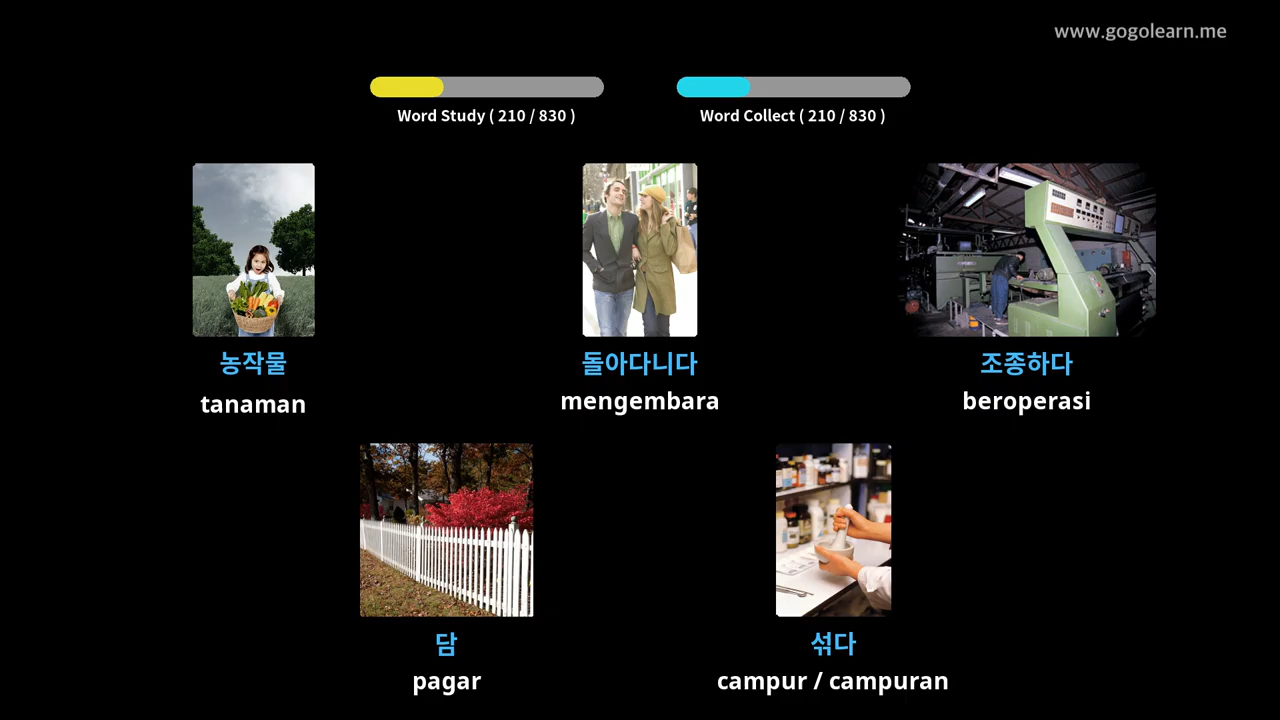 www.gogolearn.me
Word Study ( 210 / 830 )
Word Collect ( 210 / 830 )
농작물
tanaman
돌아다니다
mengembara
조종하다
beroperasi
담
pagar
섞다
campur / campuran